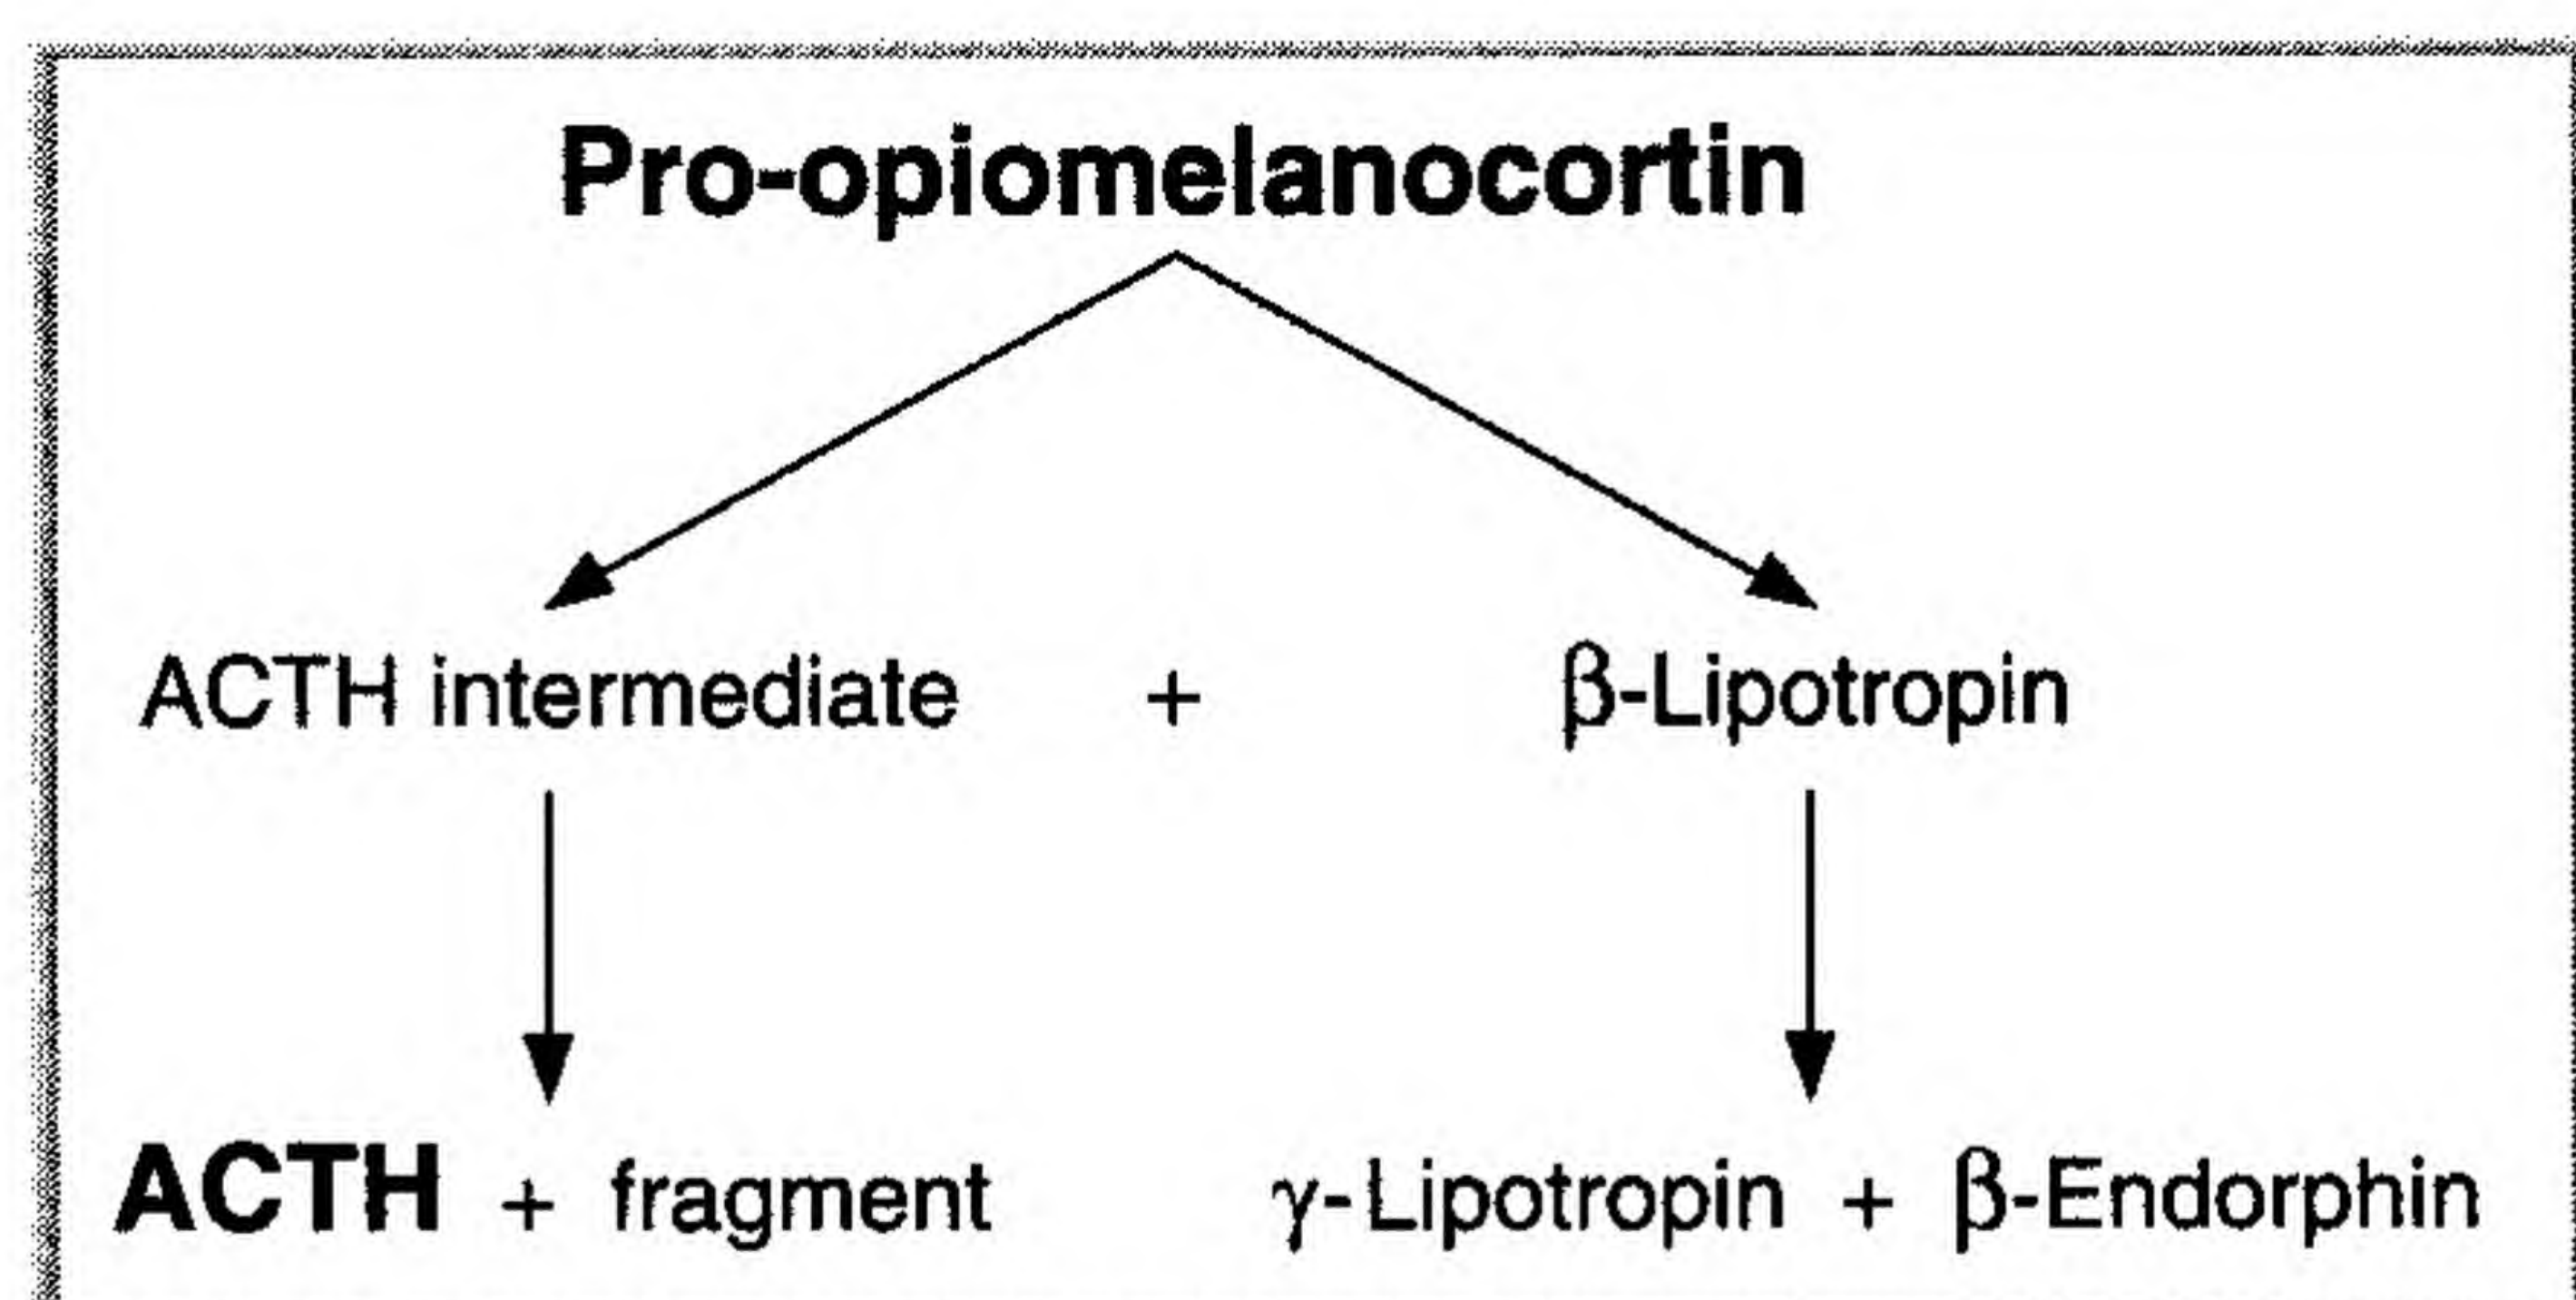 Pro-opiomelanocortin
ACTH intermediate + β-Lipotropin
ACTH + fragment γ-Lipotropin + β-Endorphin